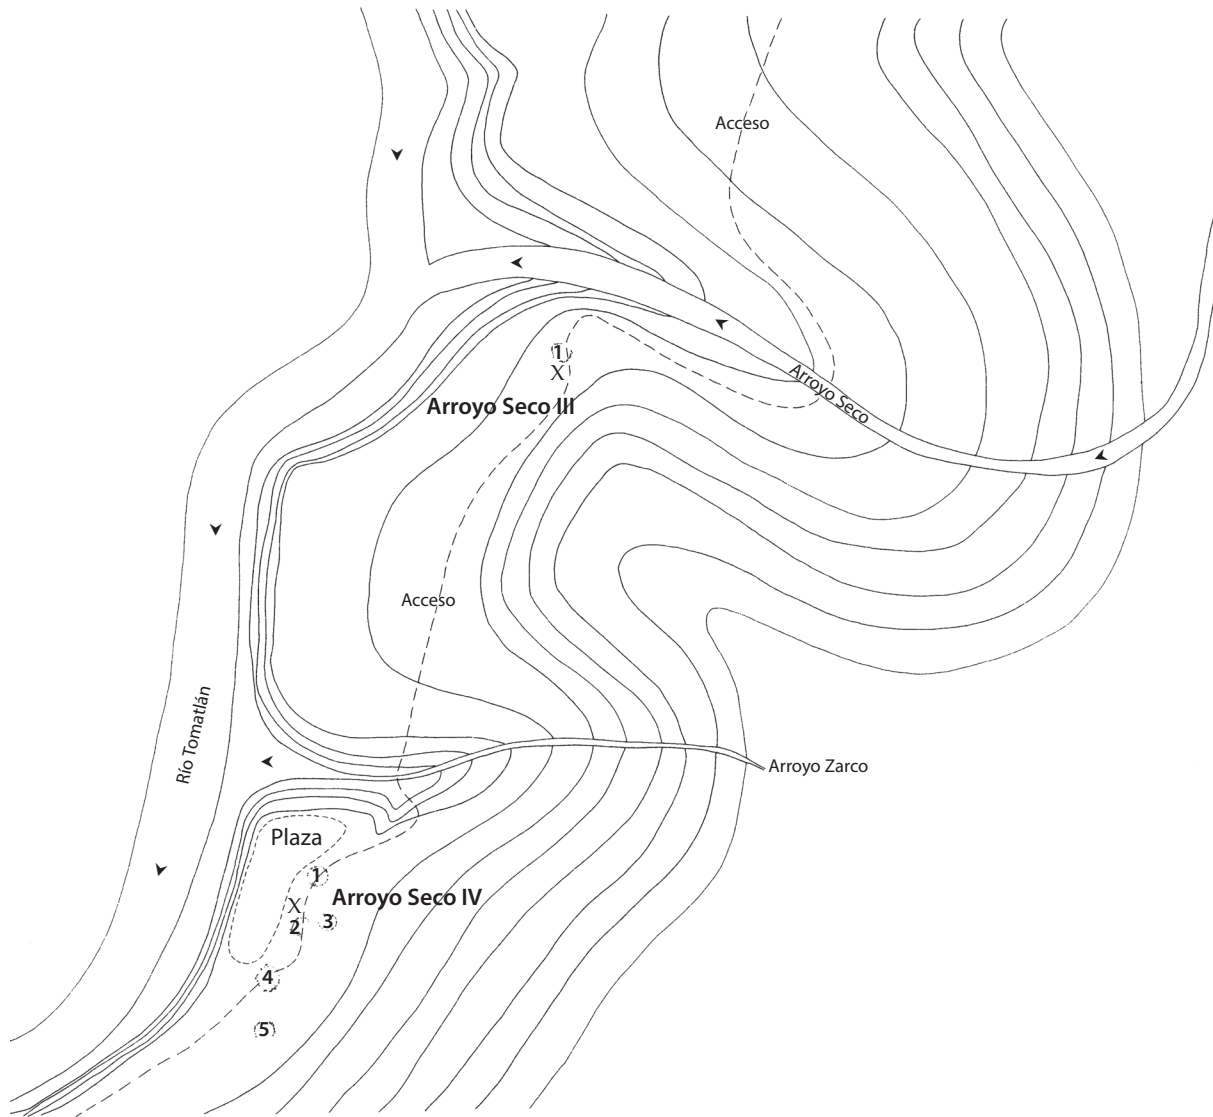 Acceso
1
X
Arroyo Seco
Arroyo Seco III
Acceso
Río Tomatlán
Arroyo Zarco
Plaza
1
Arroyo Seco IV
X
2
3
4
5